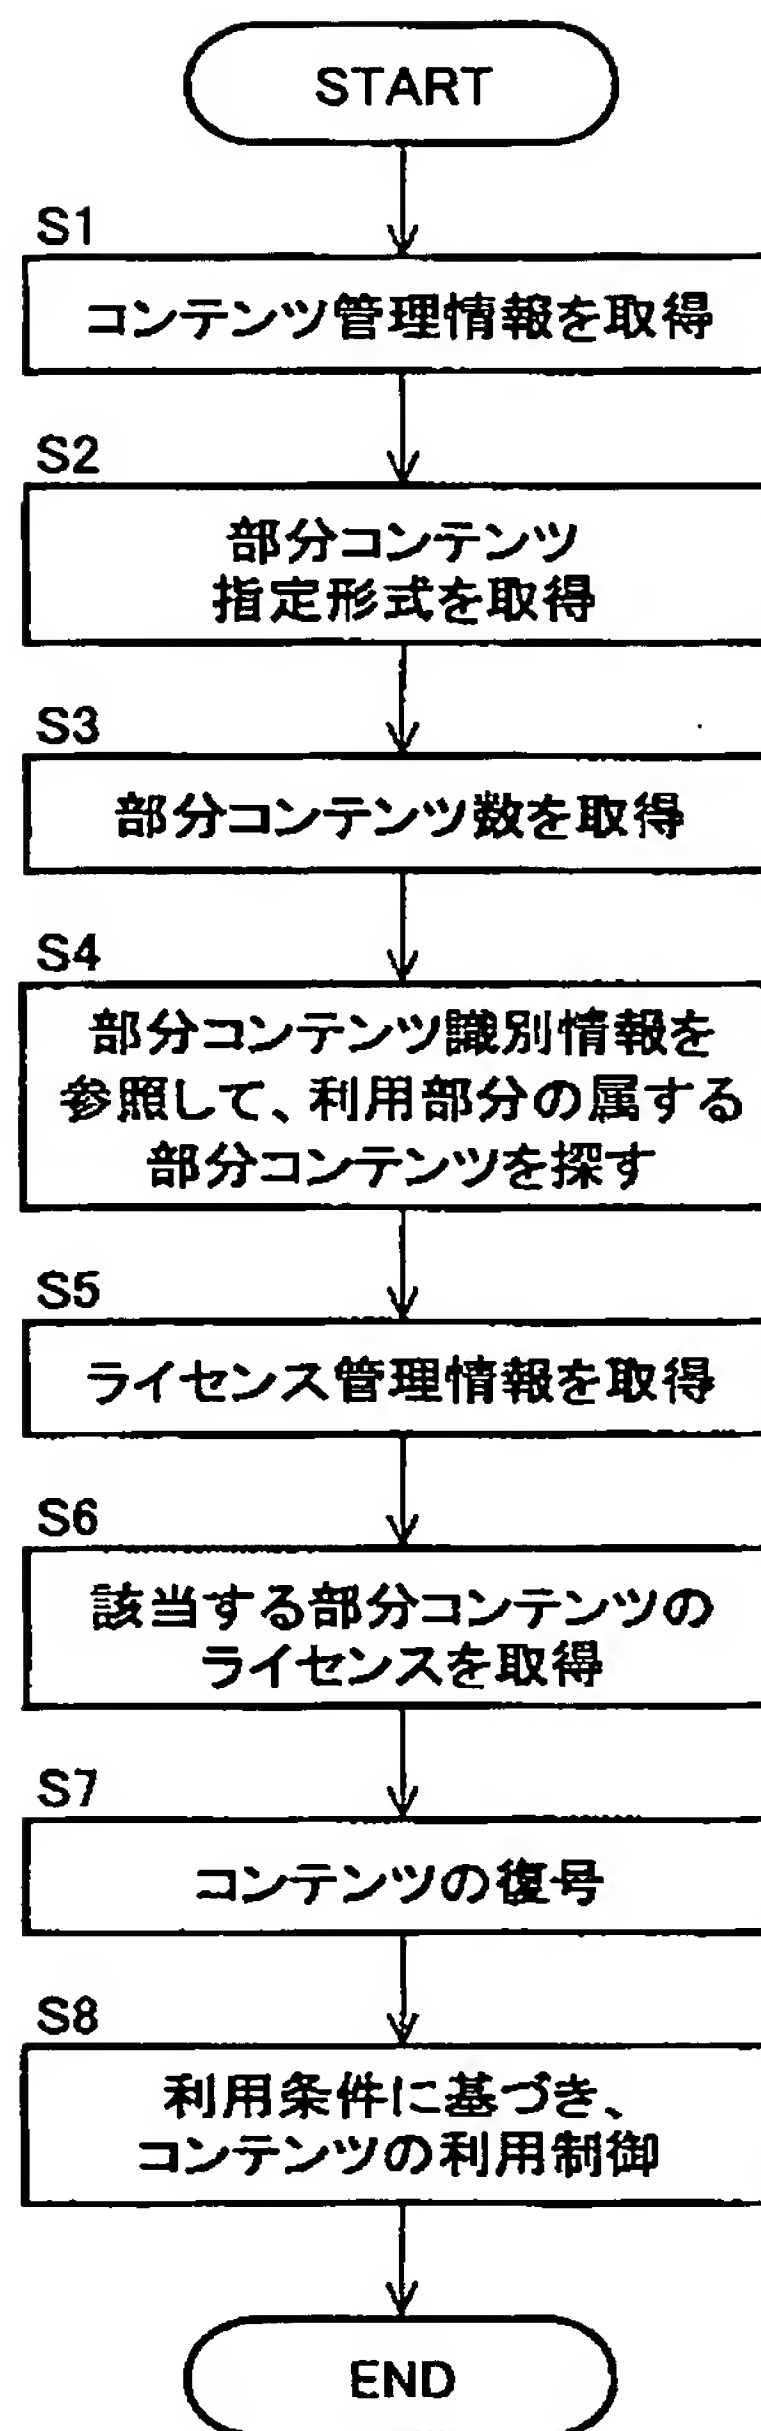 START
S1
コンテンツ管理情報を取得
S2
部分コンテンツ
指定形式を取得
S3
部分コンテンツ数を取得
S4
部分コンテンツ識別情報を
参照して、利用部分の属する
部分コンテンツを探す
S5
ライセンス管理情報を取得
S6
該当する部分コンテンツの
ライセンスを取得
S7
コンテンツの復号
S8
利用条件に基づき、
コンテンツの利用制御
END